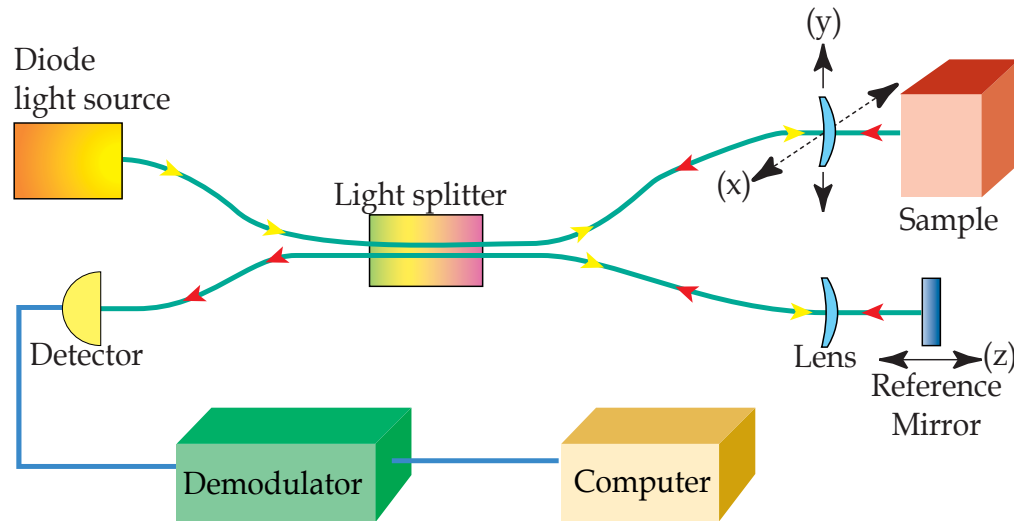 (y)
Diode
light source
(x)
Light splitter
Sample
Detector
Lens
(z)
Reference
Mirror
Demodulator
Computer